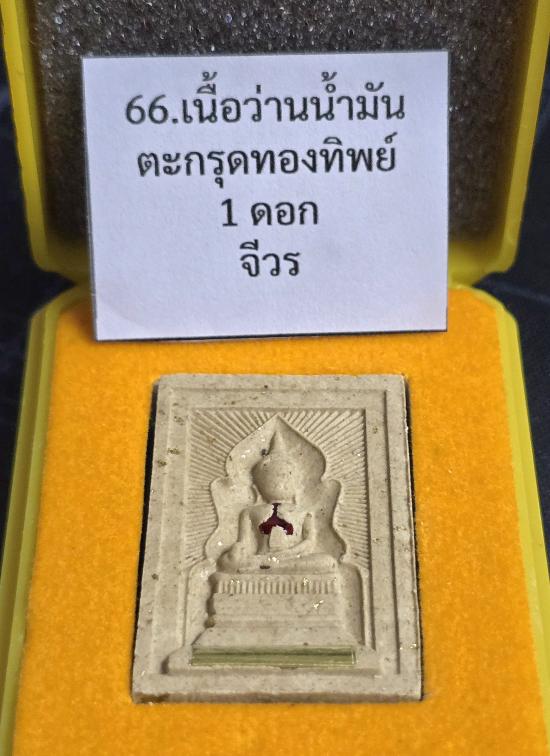 66.เนื้อว่านน้ำมัน
ตะกรุดทองทิพย์
1 ดอก
จีวร